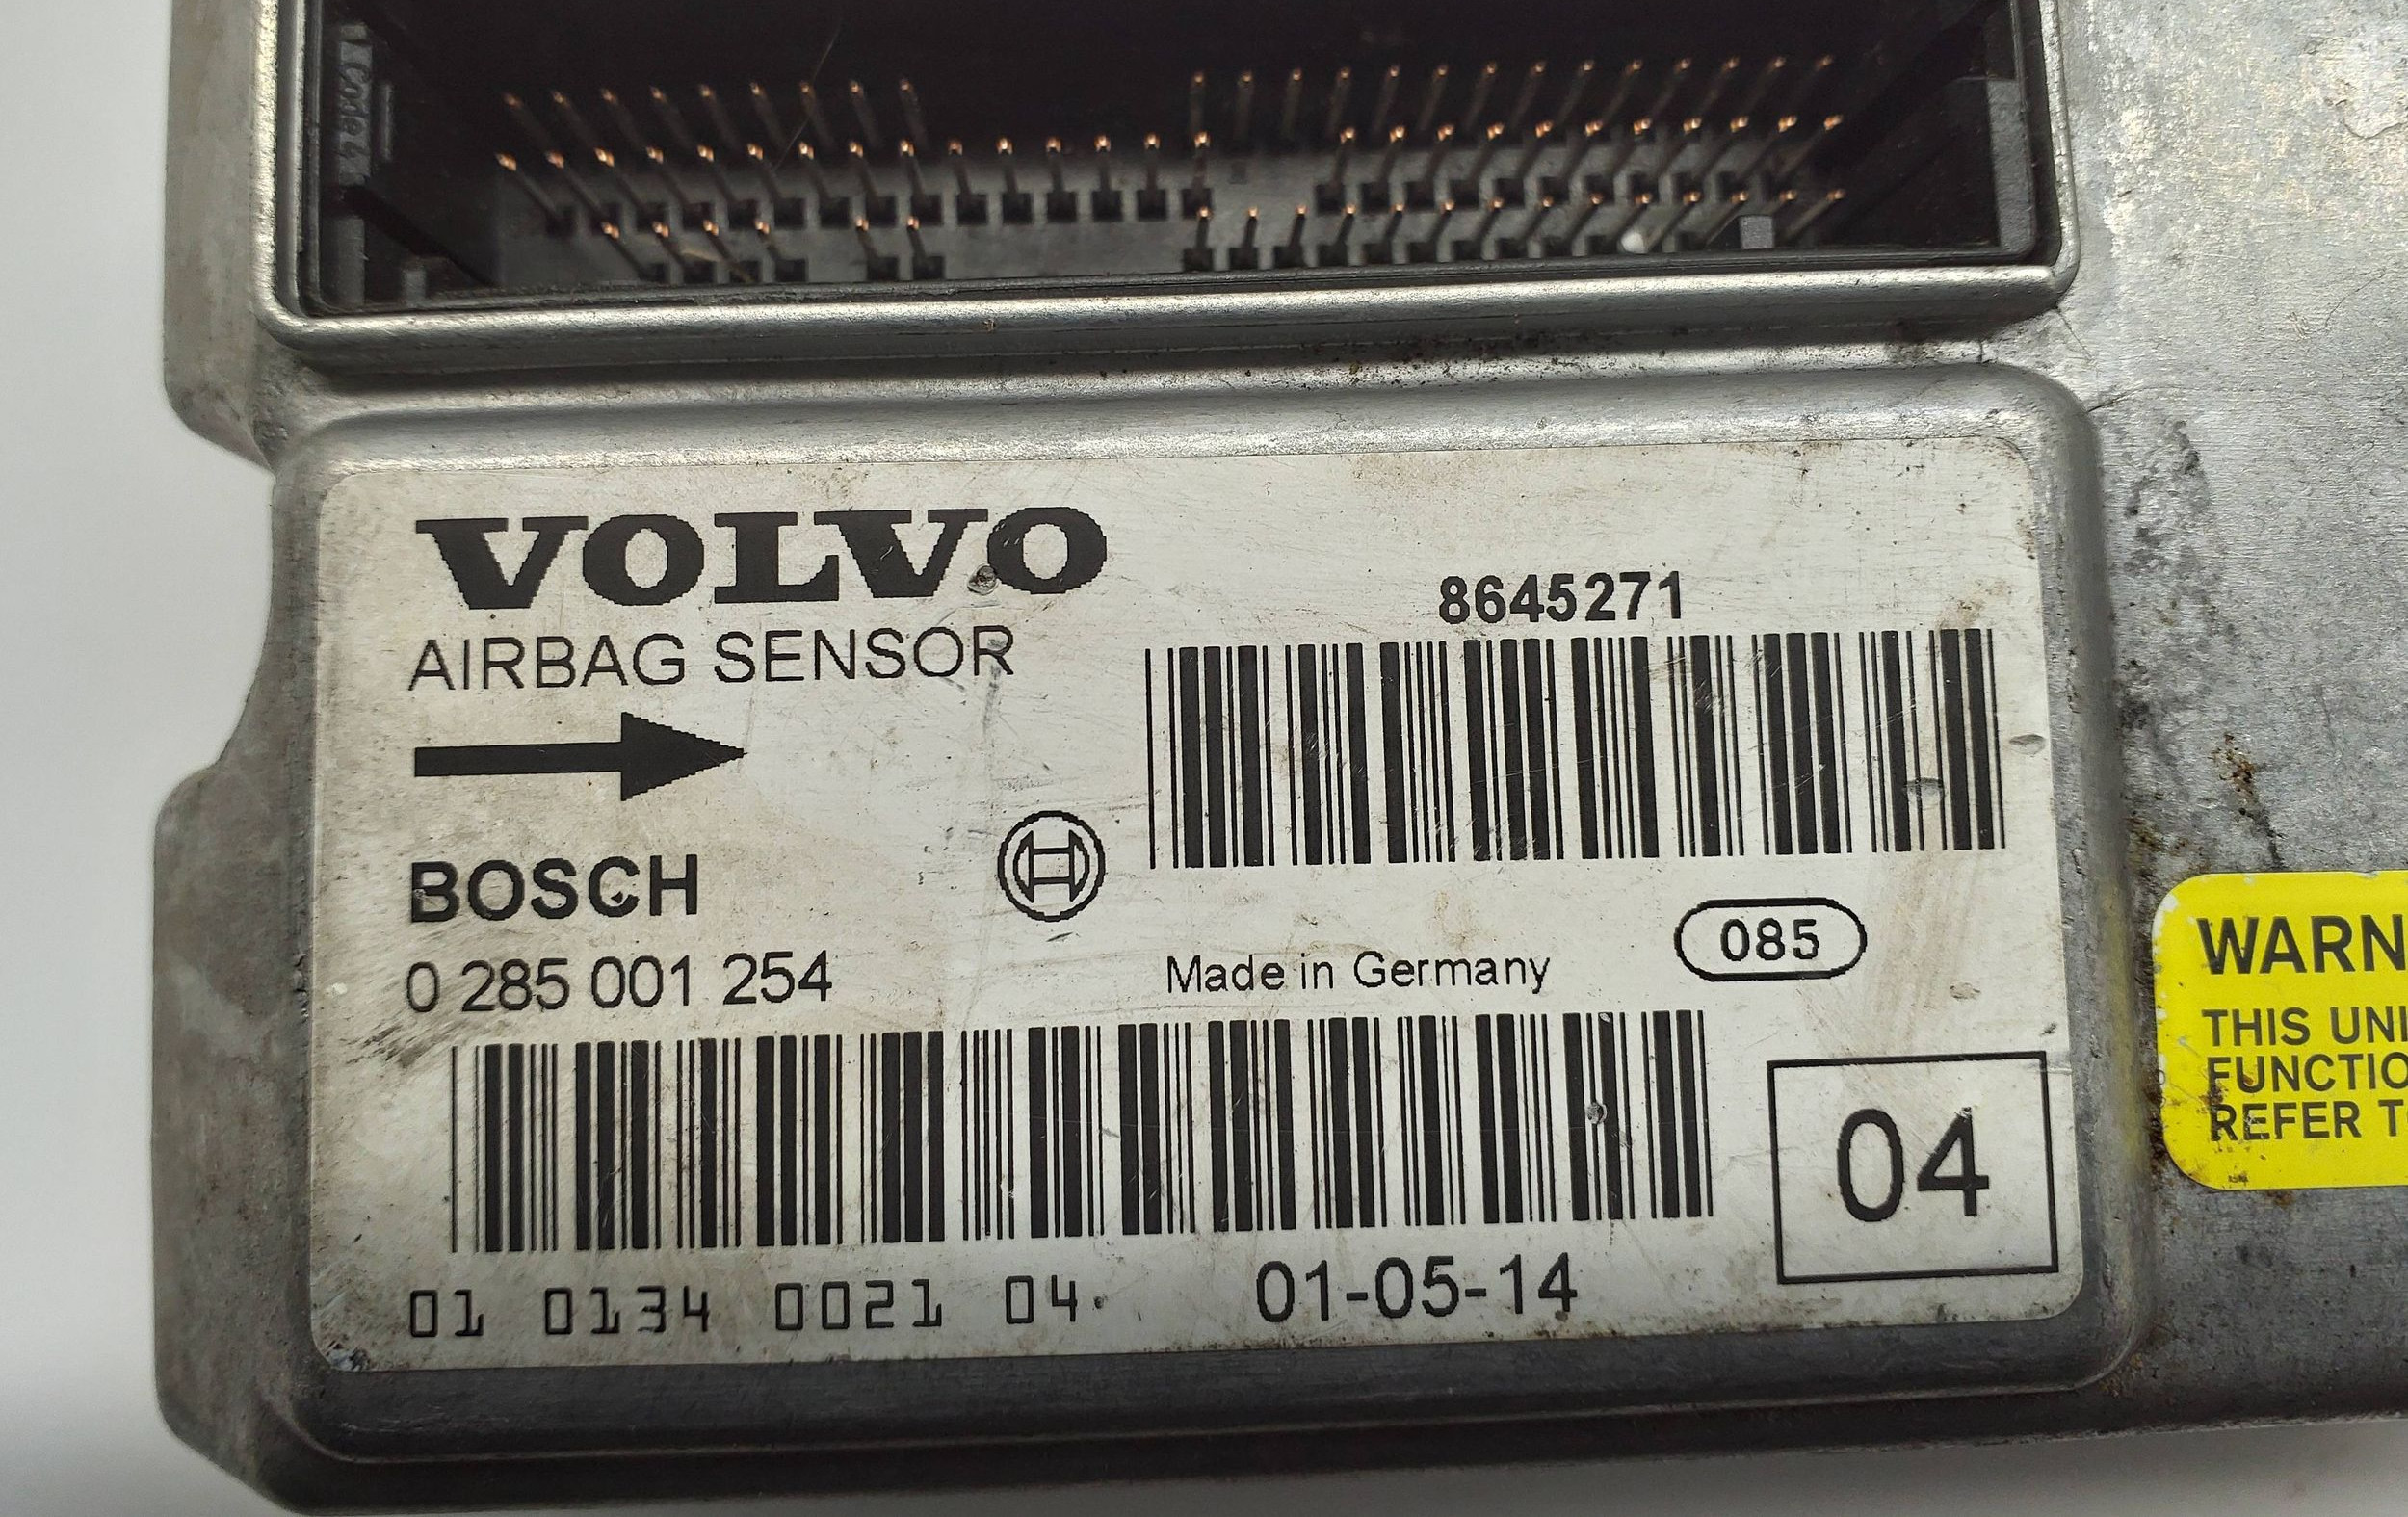 VOLVO
AIRBAG SENSOR
8645271
BOSCH
0 285 001 254
Made in Germany
085
04
01 0134 0021 04
01-05-14
WARN
THIS UNI
FUNCTIO
REFER T